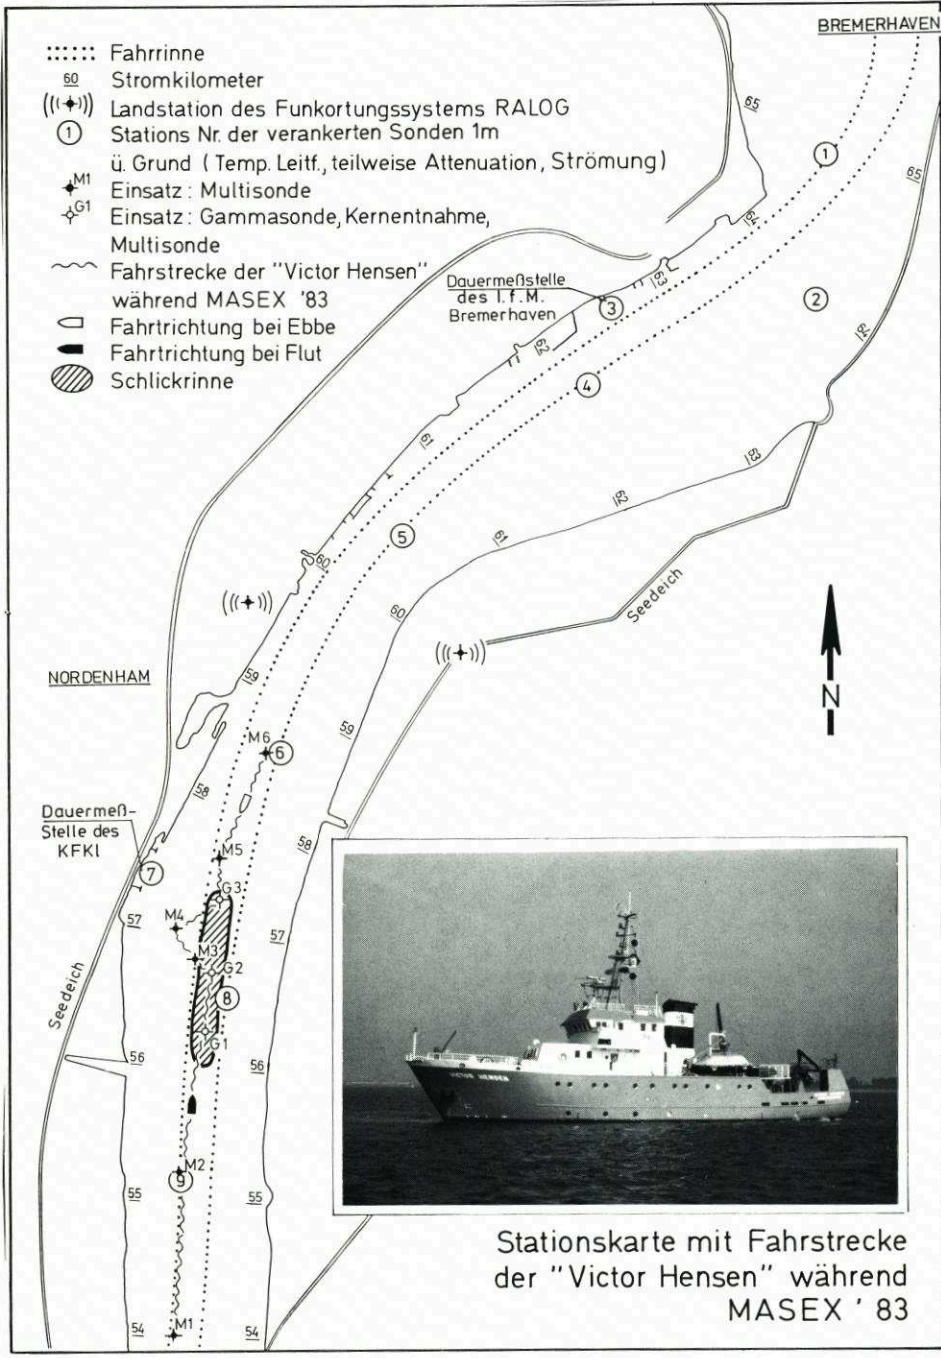 BREMERHAVEN
Fahrrinne
60 Stromkilometer
Landstation des Funkortungssystems RALOG
1 Stations Nr. der verankerten Sonden 1m
ü. Grund ( Temp. Leitf., teilweise Attenuation, Strömung )
M1 Einsatz : Multisonde
G1 Einsatz : Gammasonde, Kernentnahme,
Multisonde
Fahrstrecke der "Victor Hensen"
während MASEX '83
Fahrtrichtung bei Ebbe
Fahrtrichtung bei Flut
Schlickrinne
65
1
65
64
Dauermeßstelle
des I.f.M.
Bremerhaven
63
3
2
64
62
4
61
63
62
5
61
60
60
Seedeich
N
NORDENHAM
59
59
M6
6
58
Dauermeß-
Stelle des
KFKI
M5
58
7
G3
57
M4
57
M3
G2
Seedeich
8
G1
56
56
M2
9
55
55
54
M1
54
VICTOR HENSEN
Stationskarte mit Fahrstrecke
der "Victor Hensen" während
MASEX ' 83